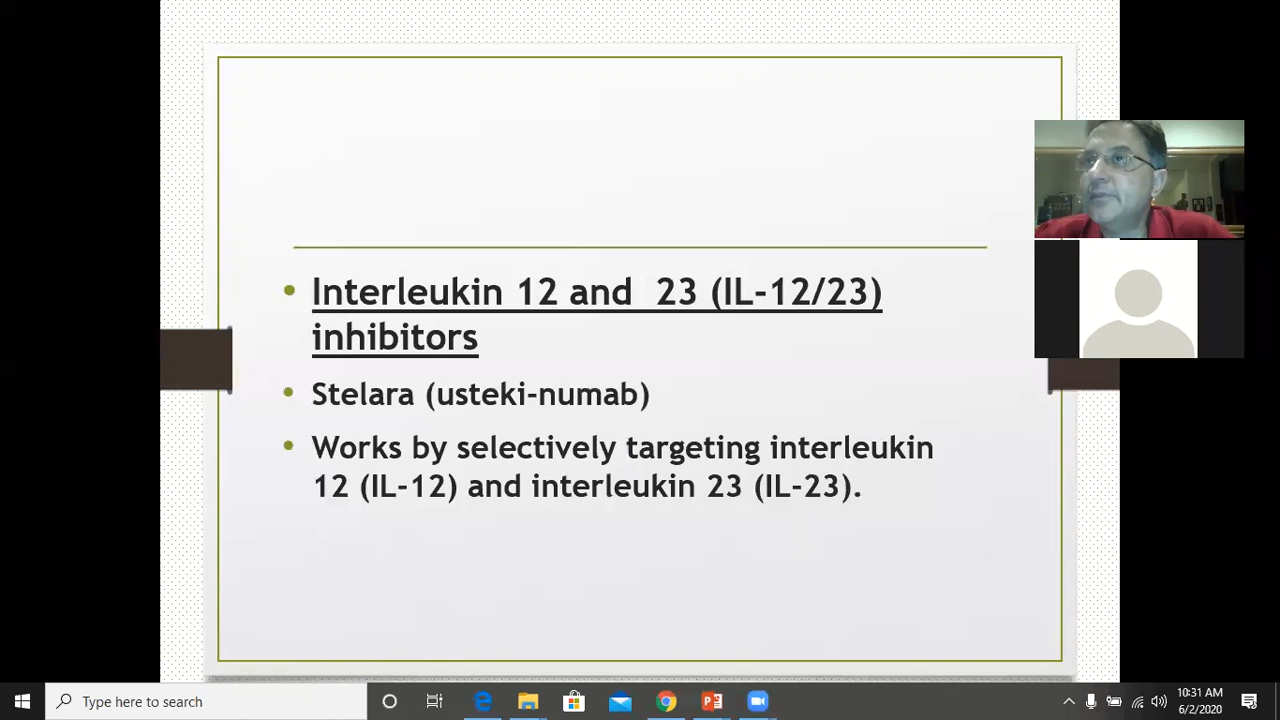 Interleukin 12 and  23 (IL-12/23)
inhibitors
Stelara (usteki-numab)
Works by selectively targeting interleukin
12 (IL-12) and interleukin 23 (IL-23).
Type here to search
10:31 AM
6/2/2020